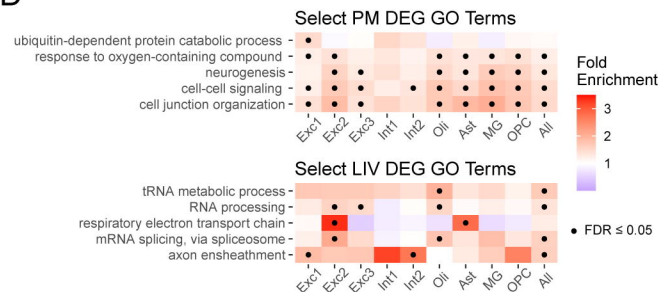 Select PM DEG GO Terms
ubiquitin-dependent protein catabolic process
response to oxygen-containing compound
neurogenesis
cell-cell signaling
cell junction organization
Exc1 Exc2 Exc3 Int1 Int2 Oli Ast MG OPC All
Fold
Enrichment
3
2
1
FDR ≤ 0.05
Select LIV DEG GO Terms
tRNA metabolic process
RNA processing
respiratory electron transport chain
mRNA splicing, via spliceosome
axon ensheathment
Exc1 Exc2 Exc3 Int1 Int2 Oli Ast MG OPC All